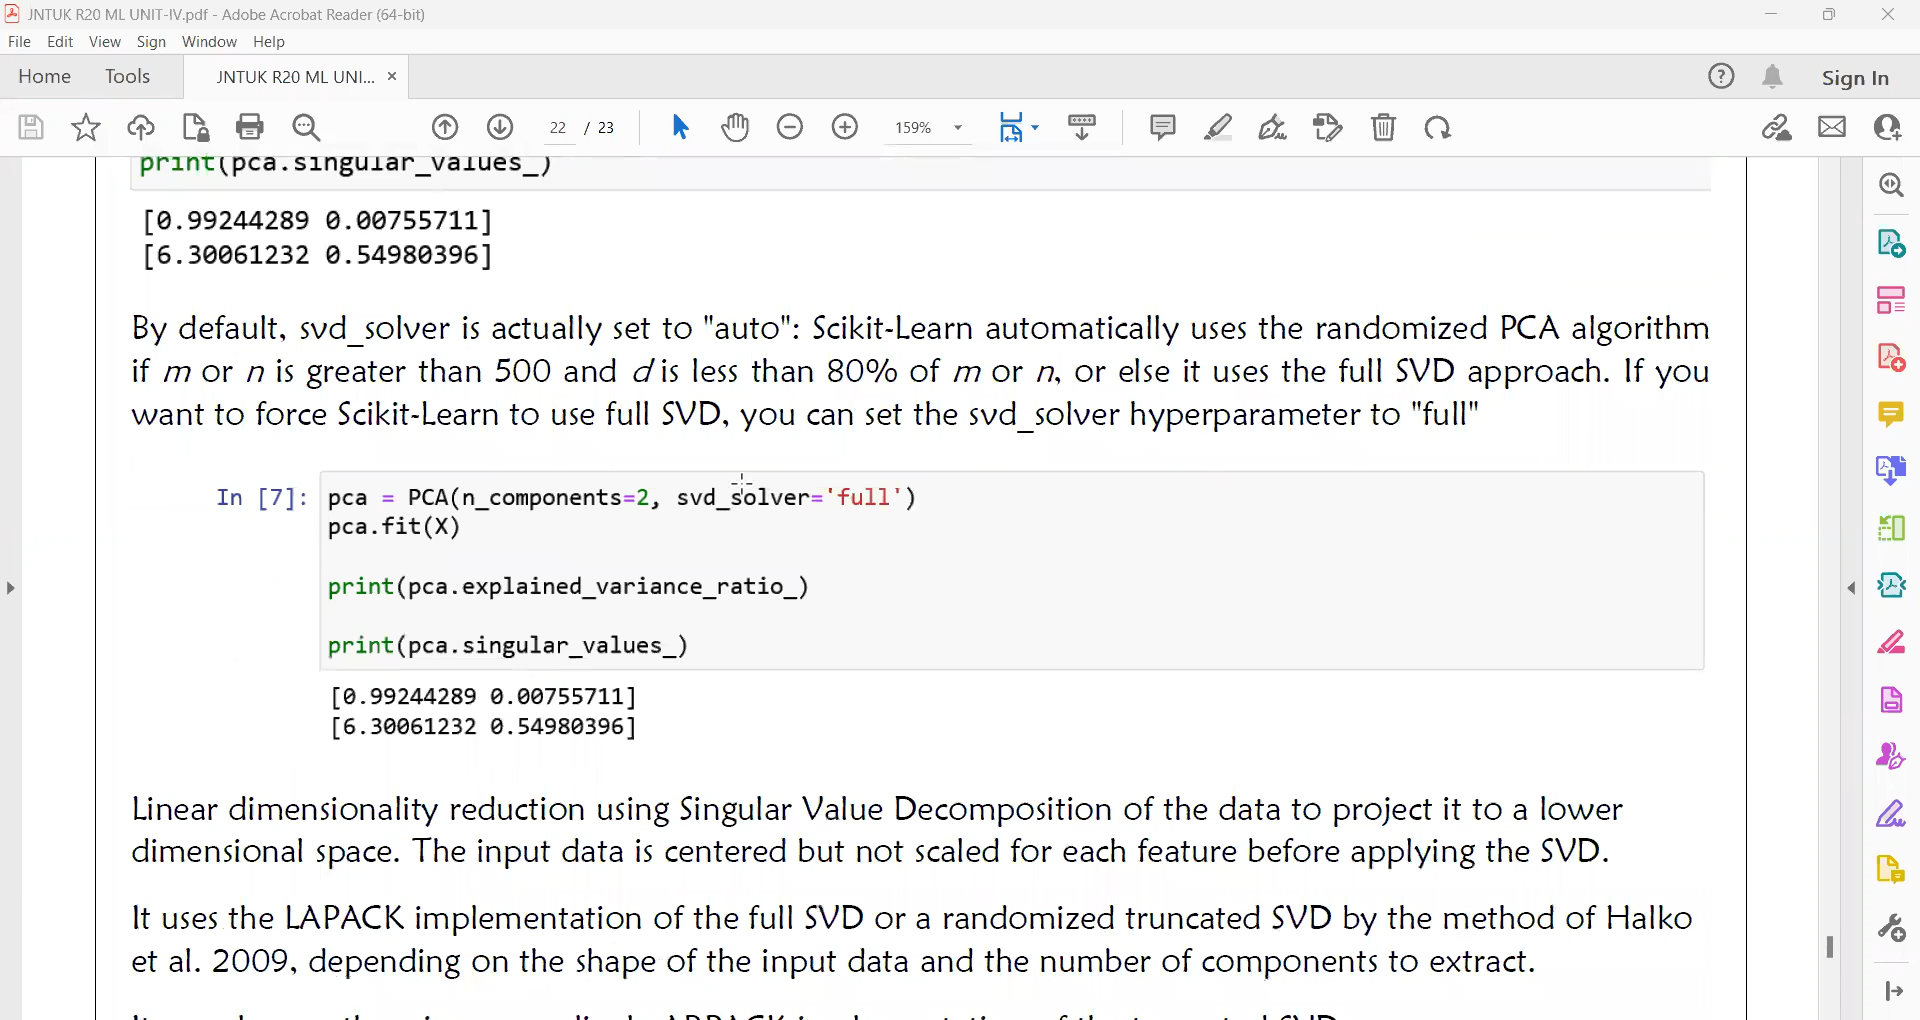 JNTUK R20 ML UNIT-IV.pdf - Adobe Acrobat Reader (64-bit)
File Edit View Sign Window Help
Home Tools JNTUK R20 ML UNI... × Sign In
22 / 23 159%
print(pca.singular_values_)
[0.99244289 0.00755711]
[6.30061232 0.54980396]
By default, svd_solver is actually set to "auto": Scikit-Learn automatically uses the randomized PCA algorithm
if m or n is greater than 500 and d is less than 80% of m or n, or else it uses the full SVD approach. If you
want to force Scikit-Learn to use full SVD, you can set the svd_solver hyperparameter to "full"
In [7]: pca = PCA(n_components=2, svd_solver='full')
pca.fit(X)
print(pca.explained_variance_ratio_)
print(pca.singular_values_)
[0.99244289 0.00755711]
[6.30061232 0.54980396]
Linear dimensionality reduction using Singular Value Decomposition of the data to project it to a lower
dimensional space. The input data is centered but not scaled for each feature before applying the SVD.
It uses the LAPACK implementation of the full SVD or a randomized truncated SVD by the method of Halko
et al. 2009, depending on the shape of the input data and the number of components to extract.